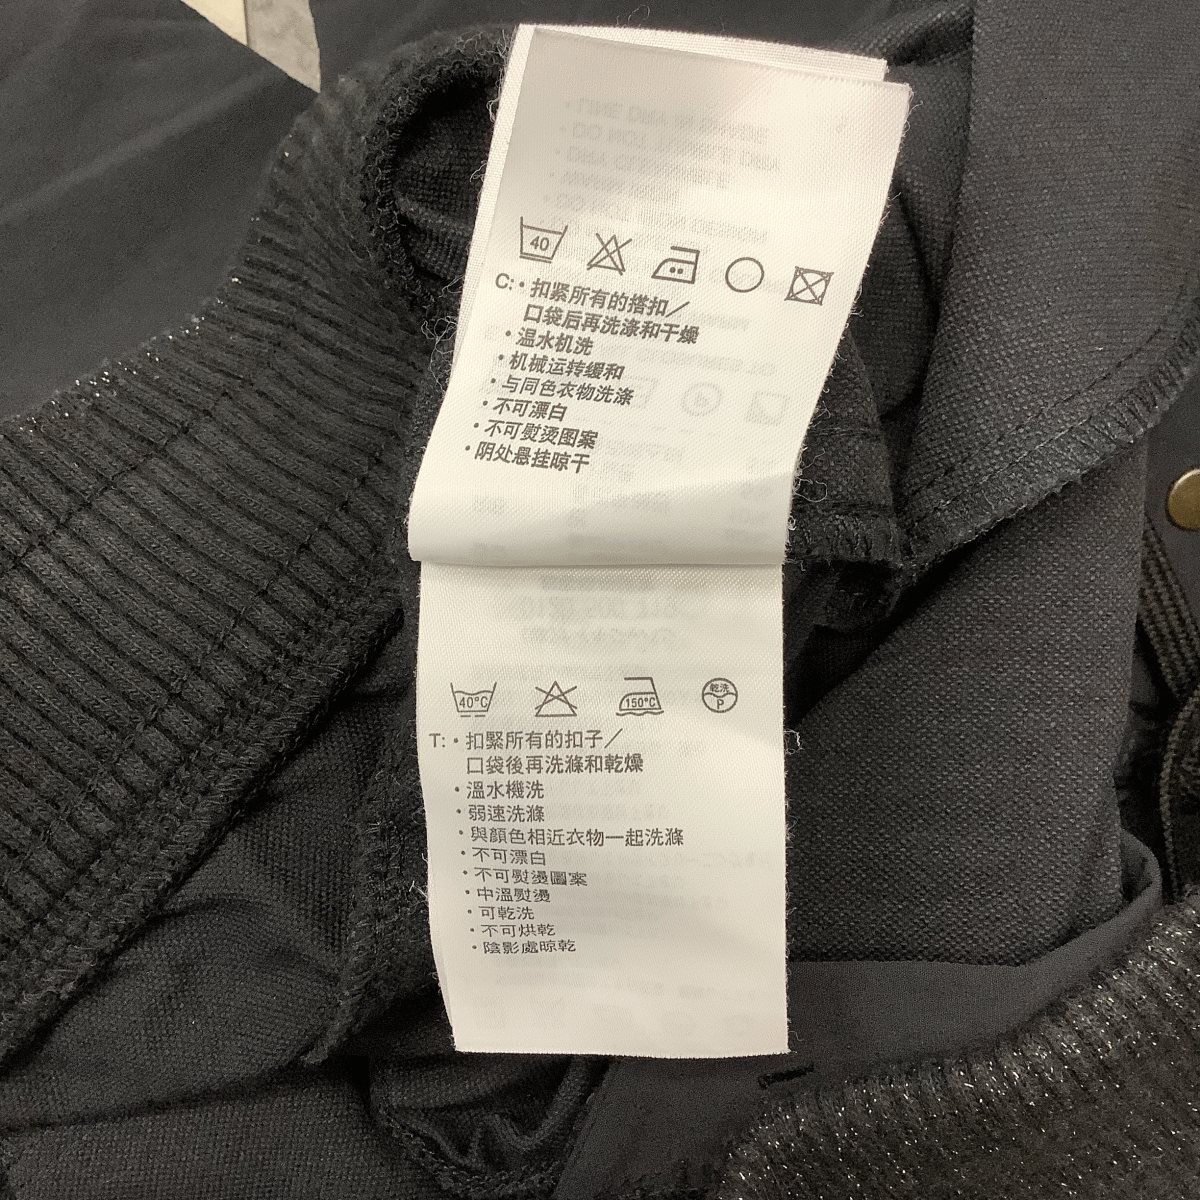 40
C:・扣紧所有的搭扣／
口袋后再洗涤和干燥
・温水机洗
・机械运转缓和
・与同色衣物洗涤
・不可漂白
・不可熨烫图案
・阴处悬挂晾干
40°C 150°C 乾洗 P
T:・扣緊所有的扣子／
口袋後再洗滌和乾燥
・溫水機洗
・弱速洗滌
・與顏色相近衣物一起洗滌
・不可漂白
・不可熨燙圖案
・中溫熨燙
・可乾洗
・不可烘乾
・陰影處晾乾